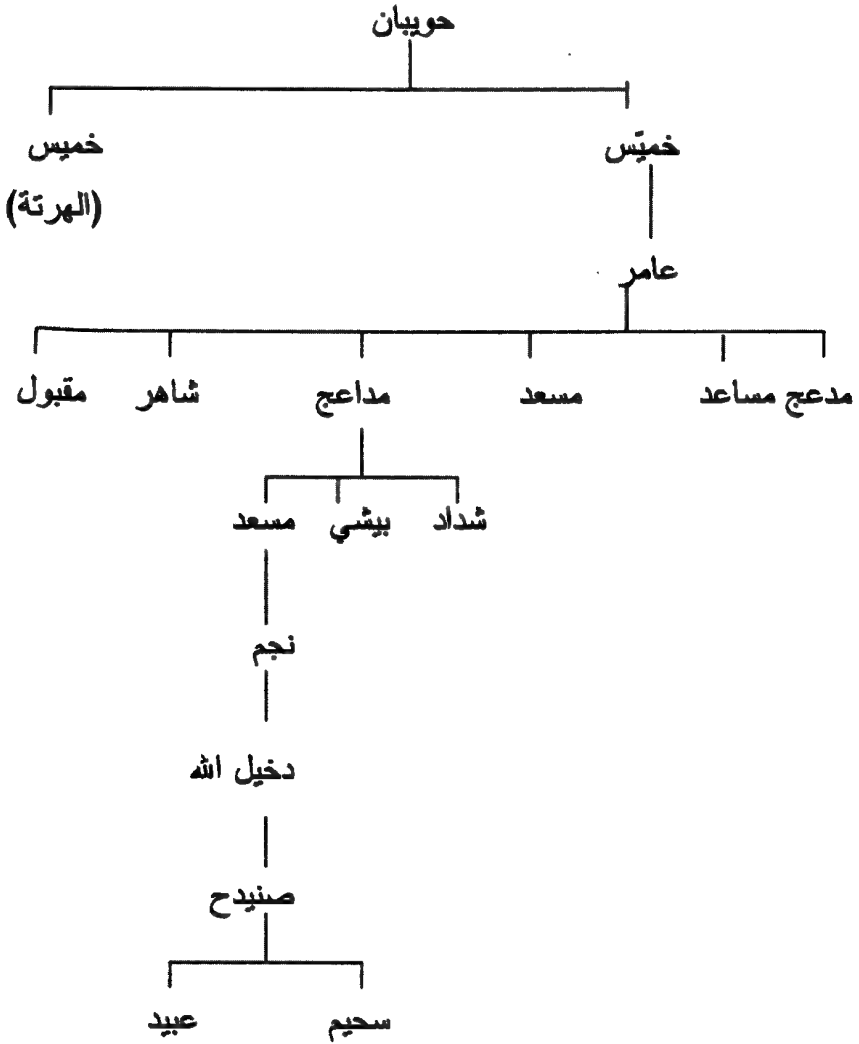 حويبان
خميّس خميس
(الهرتة)
عامر
مدعج مساعد مسعد مداعج شاهر مقبول
شداد بيشي مسعد
نجم
دخيل الله
صنيدح
سحيم عبيد